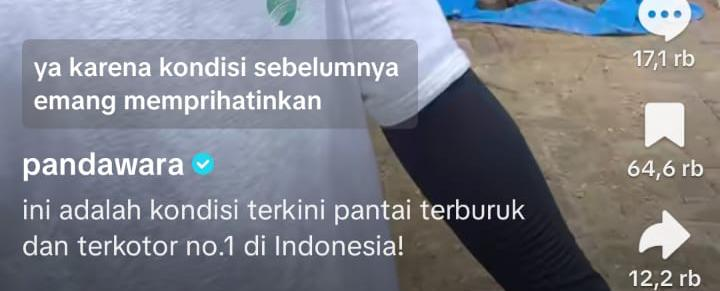 ya karena kondisi sebelumnya
emang memprihatinkan
17,1 rb
pandawara
64,6 rb
ini adalah kondisi terkini pantai terburuk
dan terkotor no.1 di Indonesia!
12,2 rb